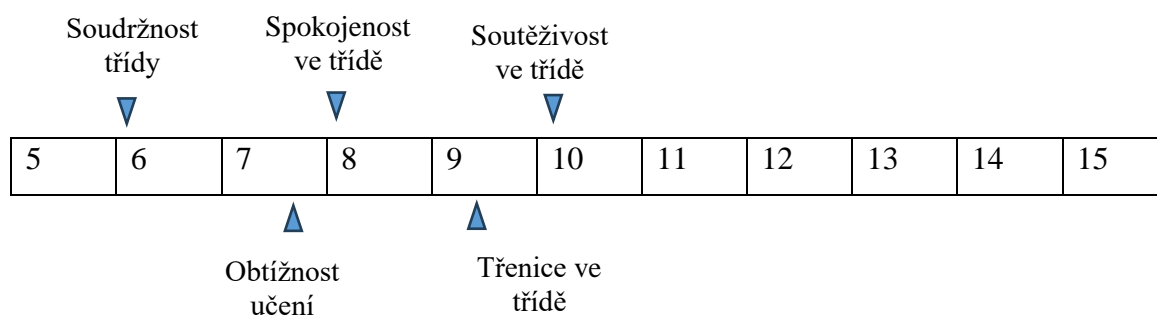 Soudržnost
třídy
Spokojenost
ve třídě
Soutěživost
ve třídě
5 6 7 8 9 10 11 12 13 14 15
Obtížnost
učení
Třenice ve
třídě